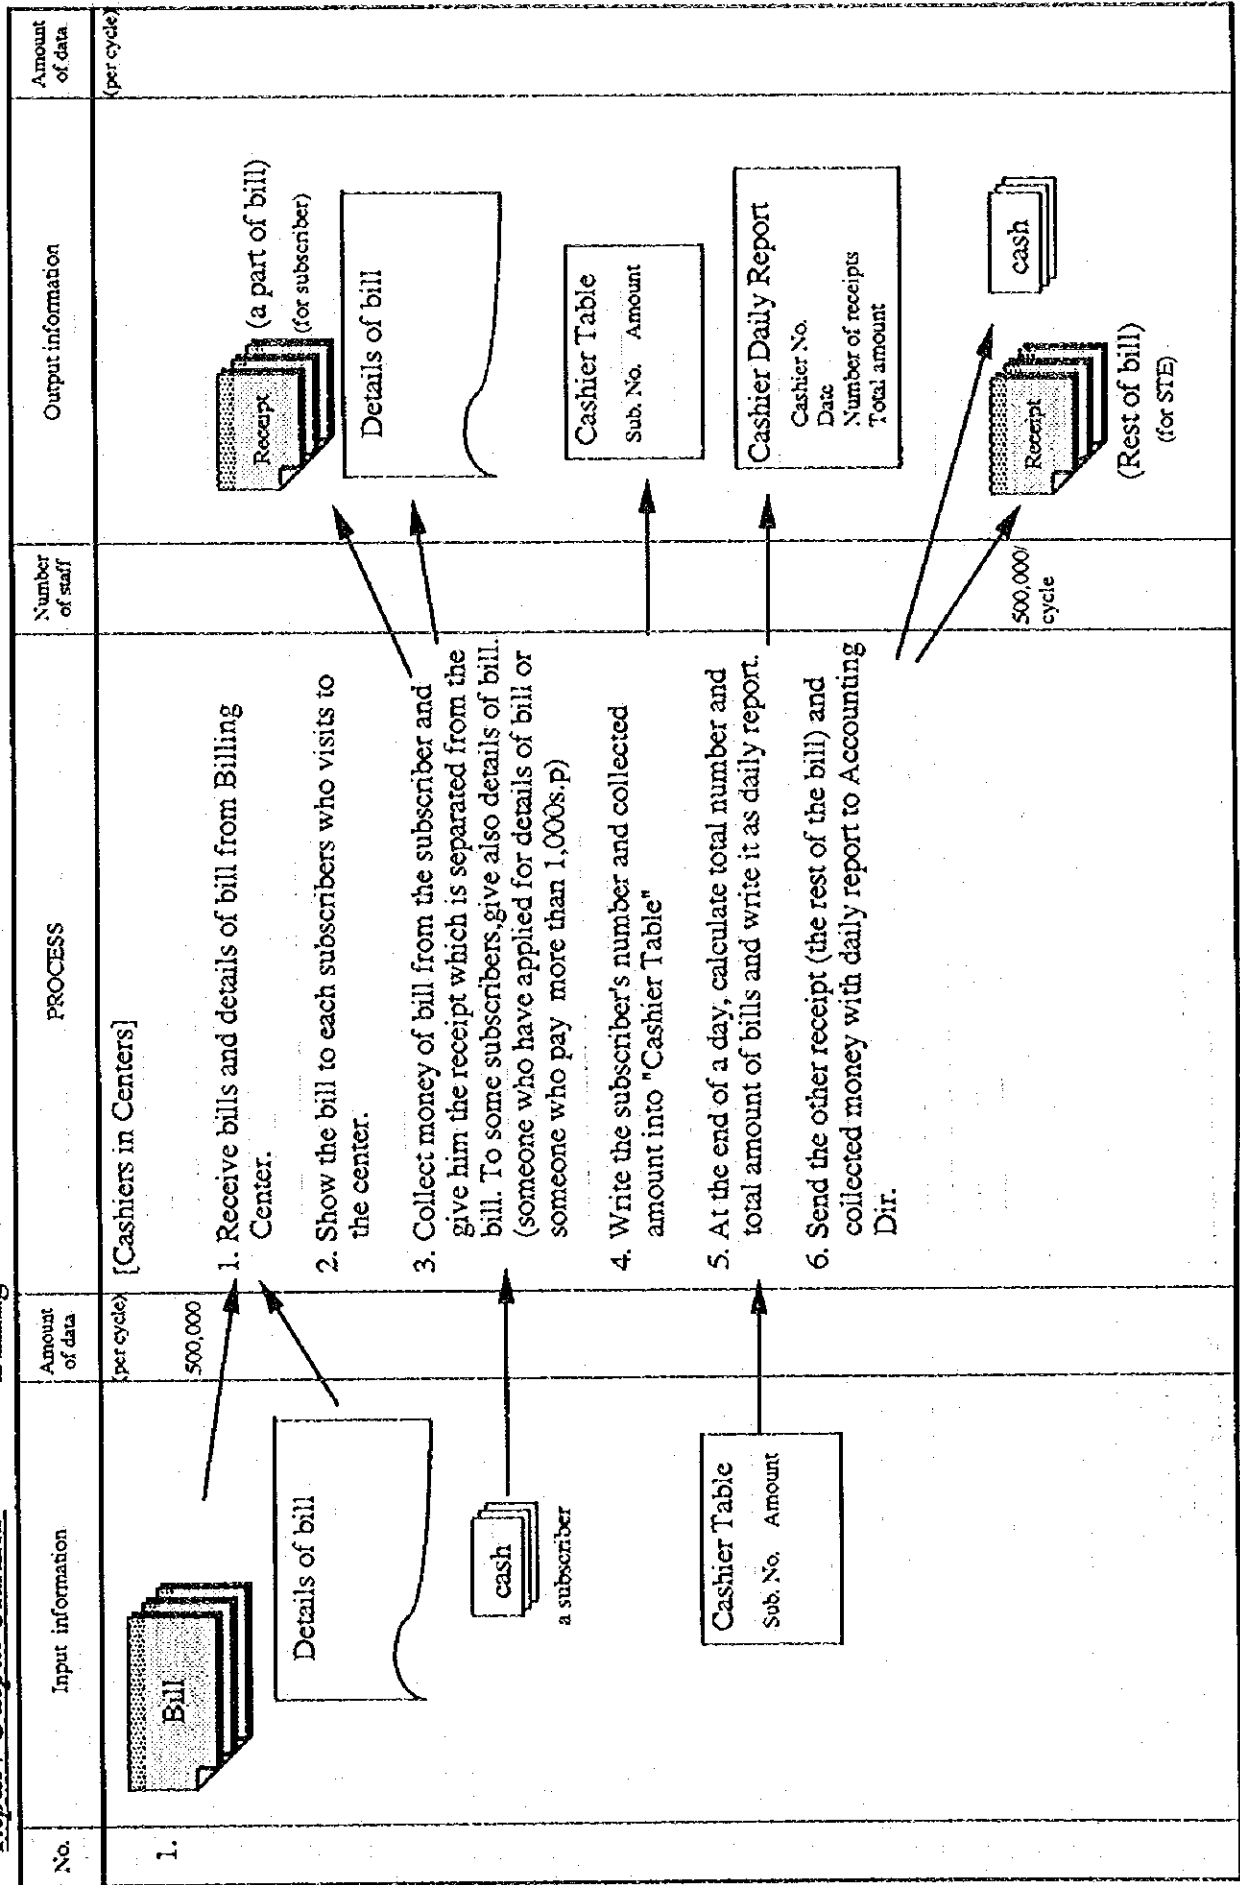 No.
Input information
Amount
of data
PROCESS
Number
of staff
Output information
Amount
of data
(per cycle)
(per cycle)
1.
Bill
500,000
Details of bill
cash
a subscriber
Cashier Table
Sub. No. Amount
[Cashiers in Centers]
1. Receive bills and details of bill from Billing
Center.
2. Show the bill to each subscribers who visits to
the center.
3. Collect money of bill from the subscriber and
give him the receipt which is separated from the
bill. To some subscribers,give also details of bill.
(someone who have applied for details of bill or
someone who pay more than 1,000s.p)
4. Write the subscriber's number and collected
amount into "Cashier Table"
5. At the end of a day, calculate total number and
total amount of bills and write it as daily report.
6. Send the other receipt (the rest of the bill) and
collected money with daily report to Accounting
Dir.
500,000/
cycle
Receipt
(a part of bill)
(for subscriber)
Details of bill
Cashier Table
Sub. No. Amount
Cashier Daily Report
Cashier No.
Date
Number of receipts
Total amount
cash
Receipt
(Rest of bill)
(for STE)